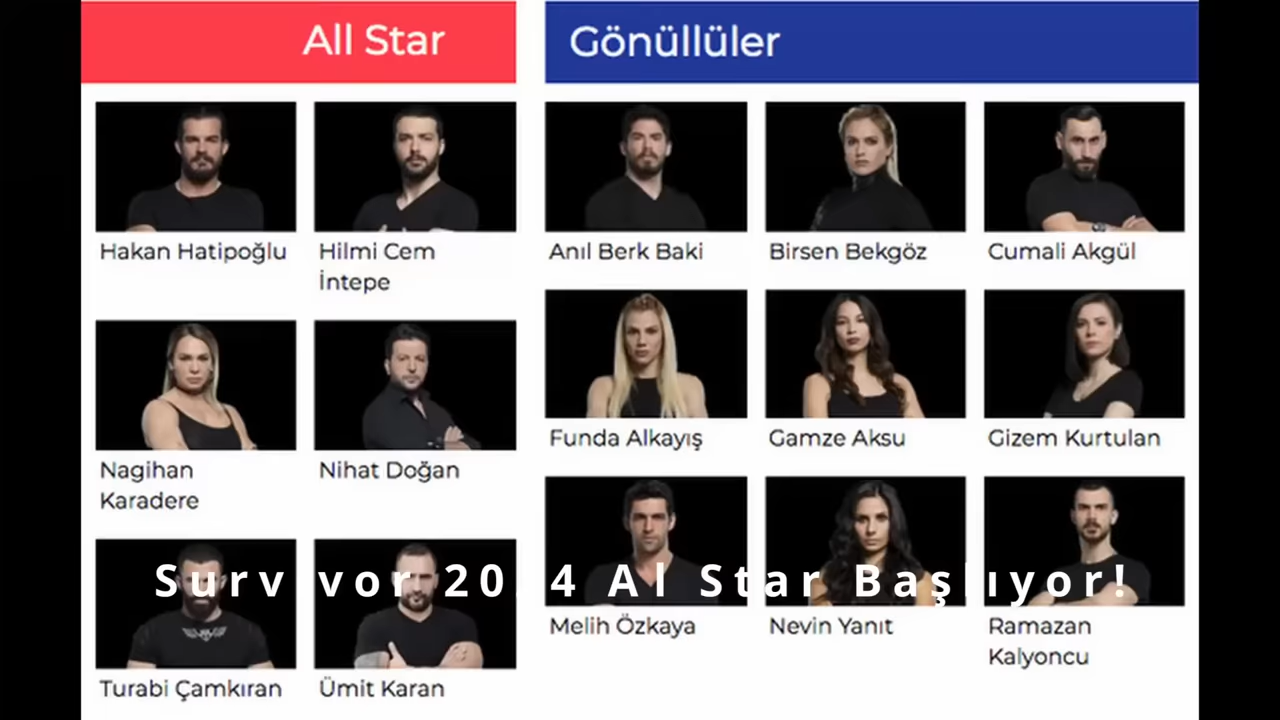 All Star
Gönüllüler
Hakan Hatipoğlu
Hilmi Cem
İntepe
Anıl Berk Baki
Birsen Bekgöz
Cumali Akgül
Nagihan
Karadere
Nihat Doğan
Funda Alkayış
Gamze Aksu
Gizem Kurtulan
Turabi Çamkıran
Ümit Karan
Melih Özkaya
Nevin Yanıt
Ramazan
Kalyoncu
Star